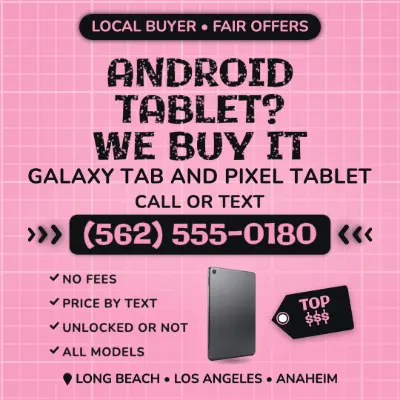 LOCAL BUYER • FAIR OFFERS
ANDROID
TABLET?
WE BUY IT
GALAXY TAB AND PIXEL TABLET
CALL OR TEXT
(562) 555-0180
NO FEES
PRICE BY TEXT
UNLOCKED OR NOT
ALL MODELS
TOP
$$$
LONG BEACH • LOS ANGELES • ANAHEIM